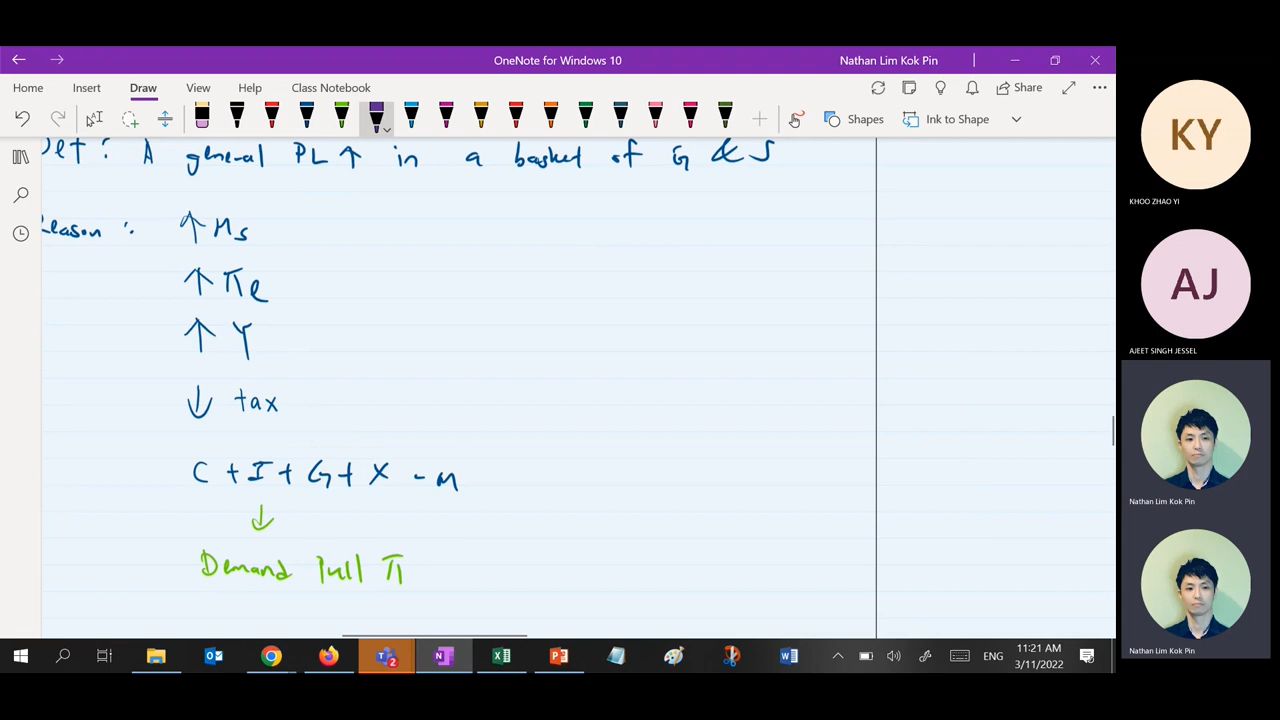 OneNote for Windows 10
Nathan Lim Kok Pin
Home Insert Draw View Help Class Notebook
Share
Shapes Ink to Shape
Def: A general PL ↑ in a basket of G & S
Reason : ↑ Ms
↑ πe
↑ Y
↓ tax
C + I + G + X - M
↓
Demand Pull π
KY
KHOO ZHAO YI
AJ
AJEET SINGH JESSEL
Nathan Lim Kok Pin
Nathan Lim Kok Pin
2
ENG
11:21 AM
3/11/2022